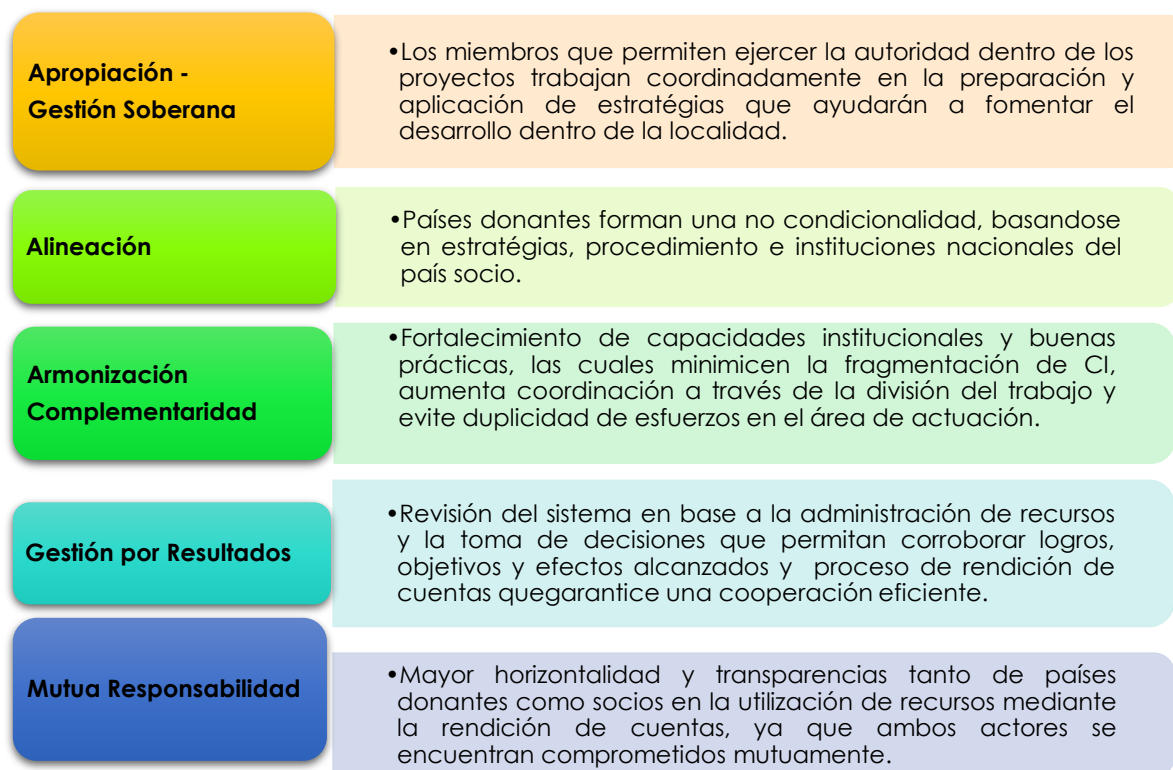 Apropiación -
Gestión Soberana
•Los miembros que permiten ejercer la autoridad dentro de los
proyectos trabajan coordinadamente en la preparación y
aplicación de estratégias que ayudarán a fomentar el
desarrollo dentro de la localidad.
Alineación
•Países donantes forman una no condicionalidad, basandose
en estratégias, procedimiento e instituciones nacionales del
país socio.
Armonización
Complementaridad
•Fortalecimiento de capacidades institucionales y buenas
prácticas, las cuales minimicen la fragmentación de CI,
aumenta coordinación a través de la división del trabajo y
evite duplicidad de esfuerzos en el área de actuación.
Gestión por Resultados
•Revisión del sistema en base a la administración de recursos
y la toma de decisiones que permitan corroborar logros,
objetivos y efectos alcanzados y proceso de rendición de
cuentas quegarantice una cooperación eficiente.
Mutua Responsabilidad
•Mayor horizontalidad y transparencias tanto de países
donantes como socios en la utilización de recursos mediante
la rendición de cuentas, ya que ambos actores se
encuentran comprometidos mutuamente.